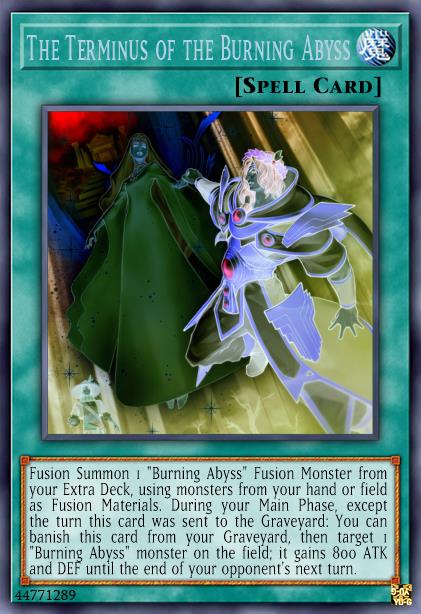 The Terminus of the Burning Abyss
魔
[Spell Card]
Fusion Summon 1 "Burning Abyss" Fusion Monster from
your Extra Deck, using monsters from your hand or field
as Fusion Materials. During your Main Phase, except
the turn this card was sent to the Graveyard: You can
banish this card from your Graveyard, then target 1
"Burning Abyss" monster on the field; it gains 800 ATK
and DEF until the end of your opponent's next turn.
44771289